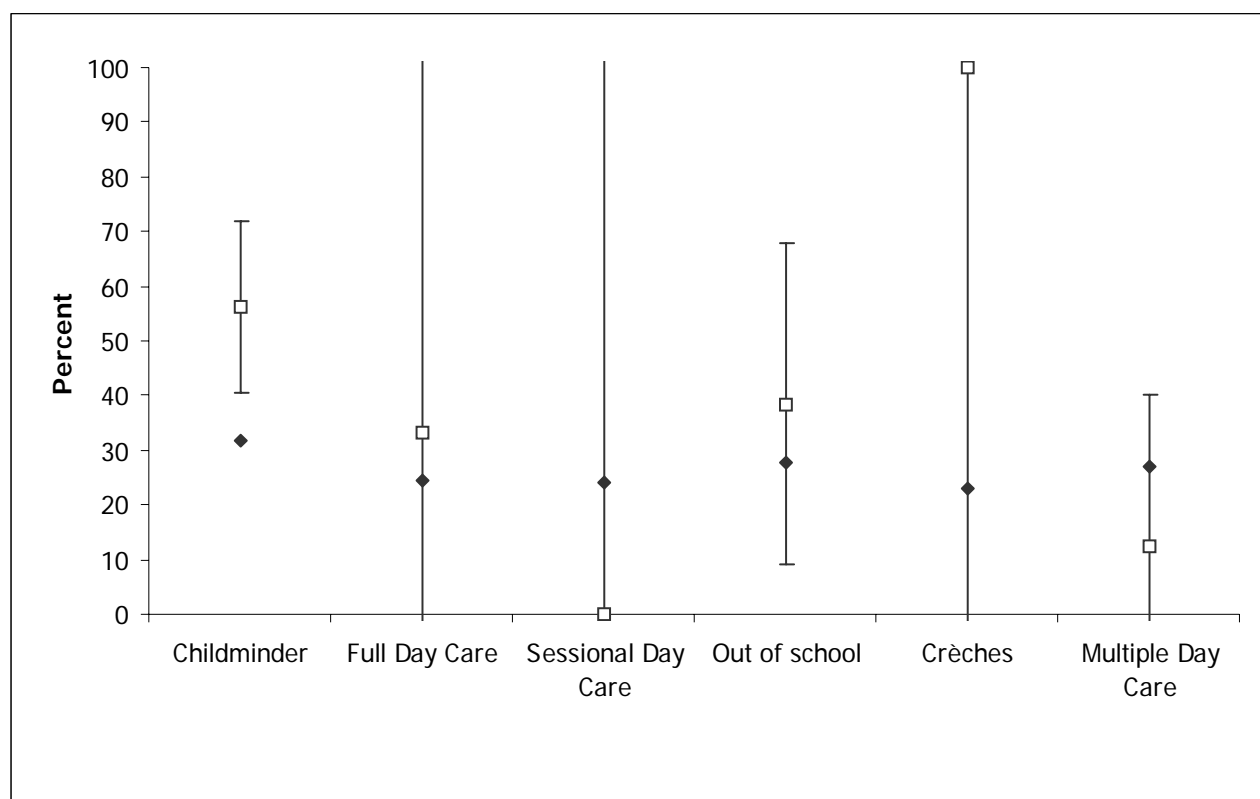 100
90
80
70
60
50
40
30
20
10
0
Percent
Childminder
Full Day Care
Sessional Day
Care
Out of school
Crèches
Multiple Day
Care